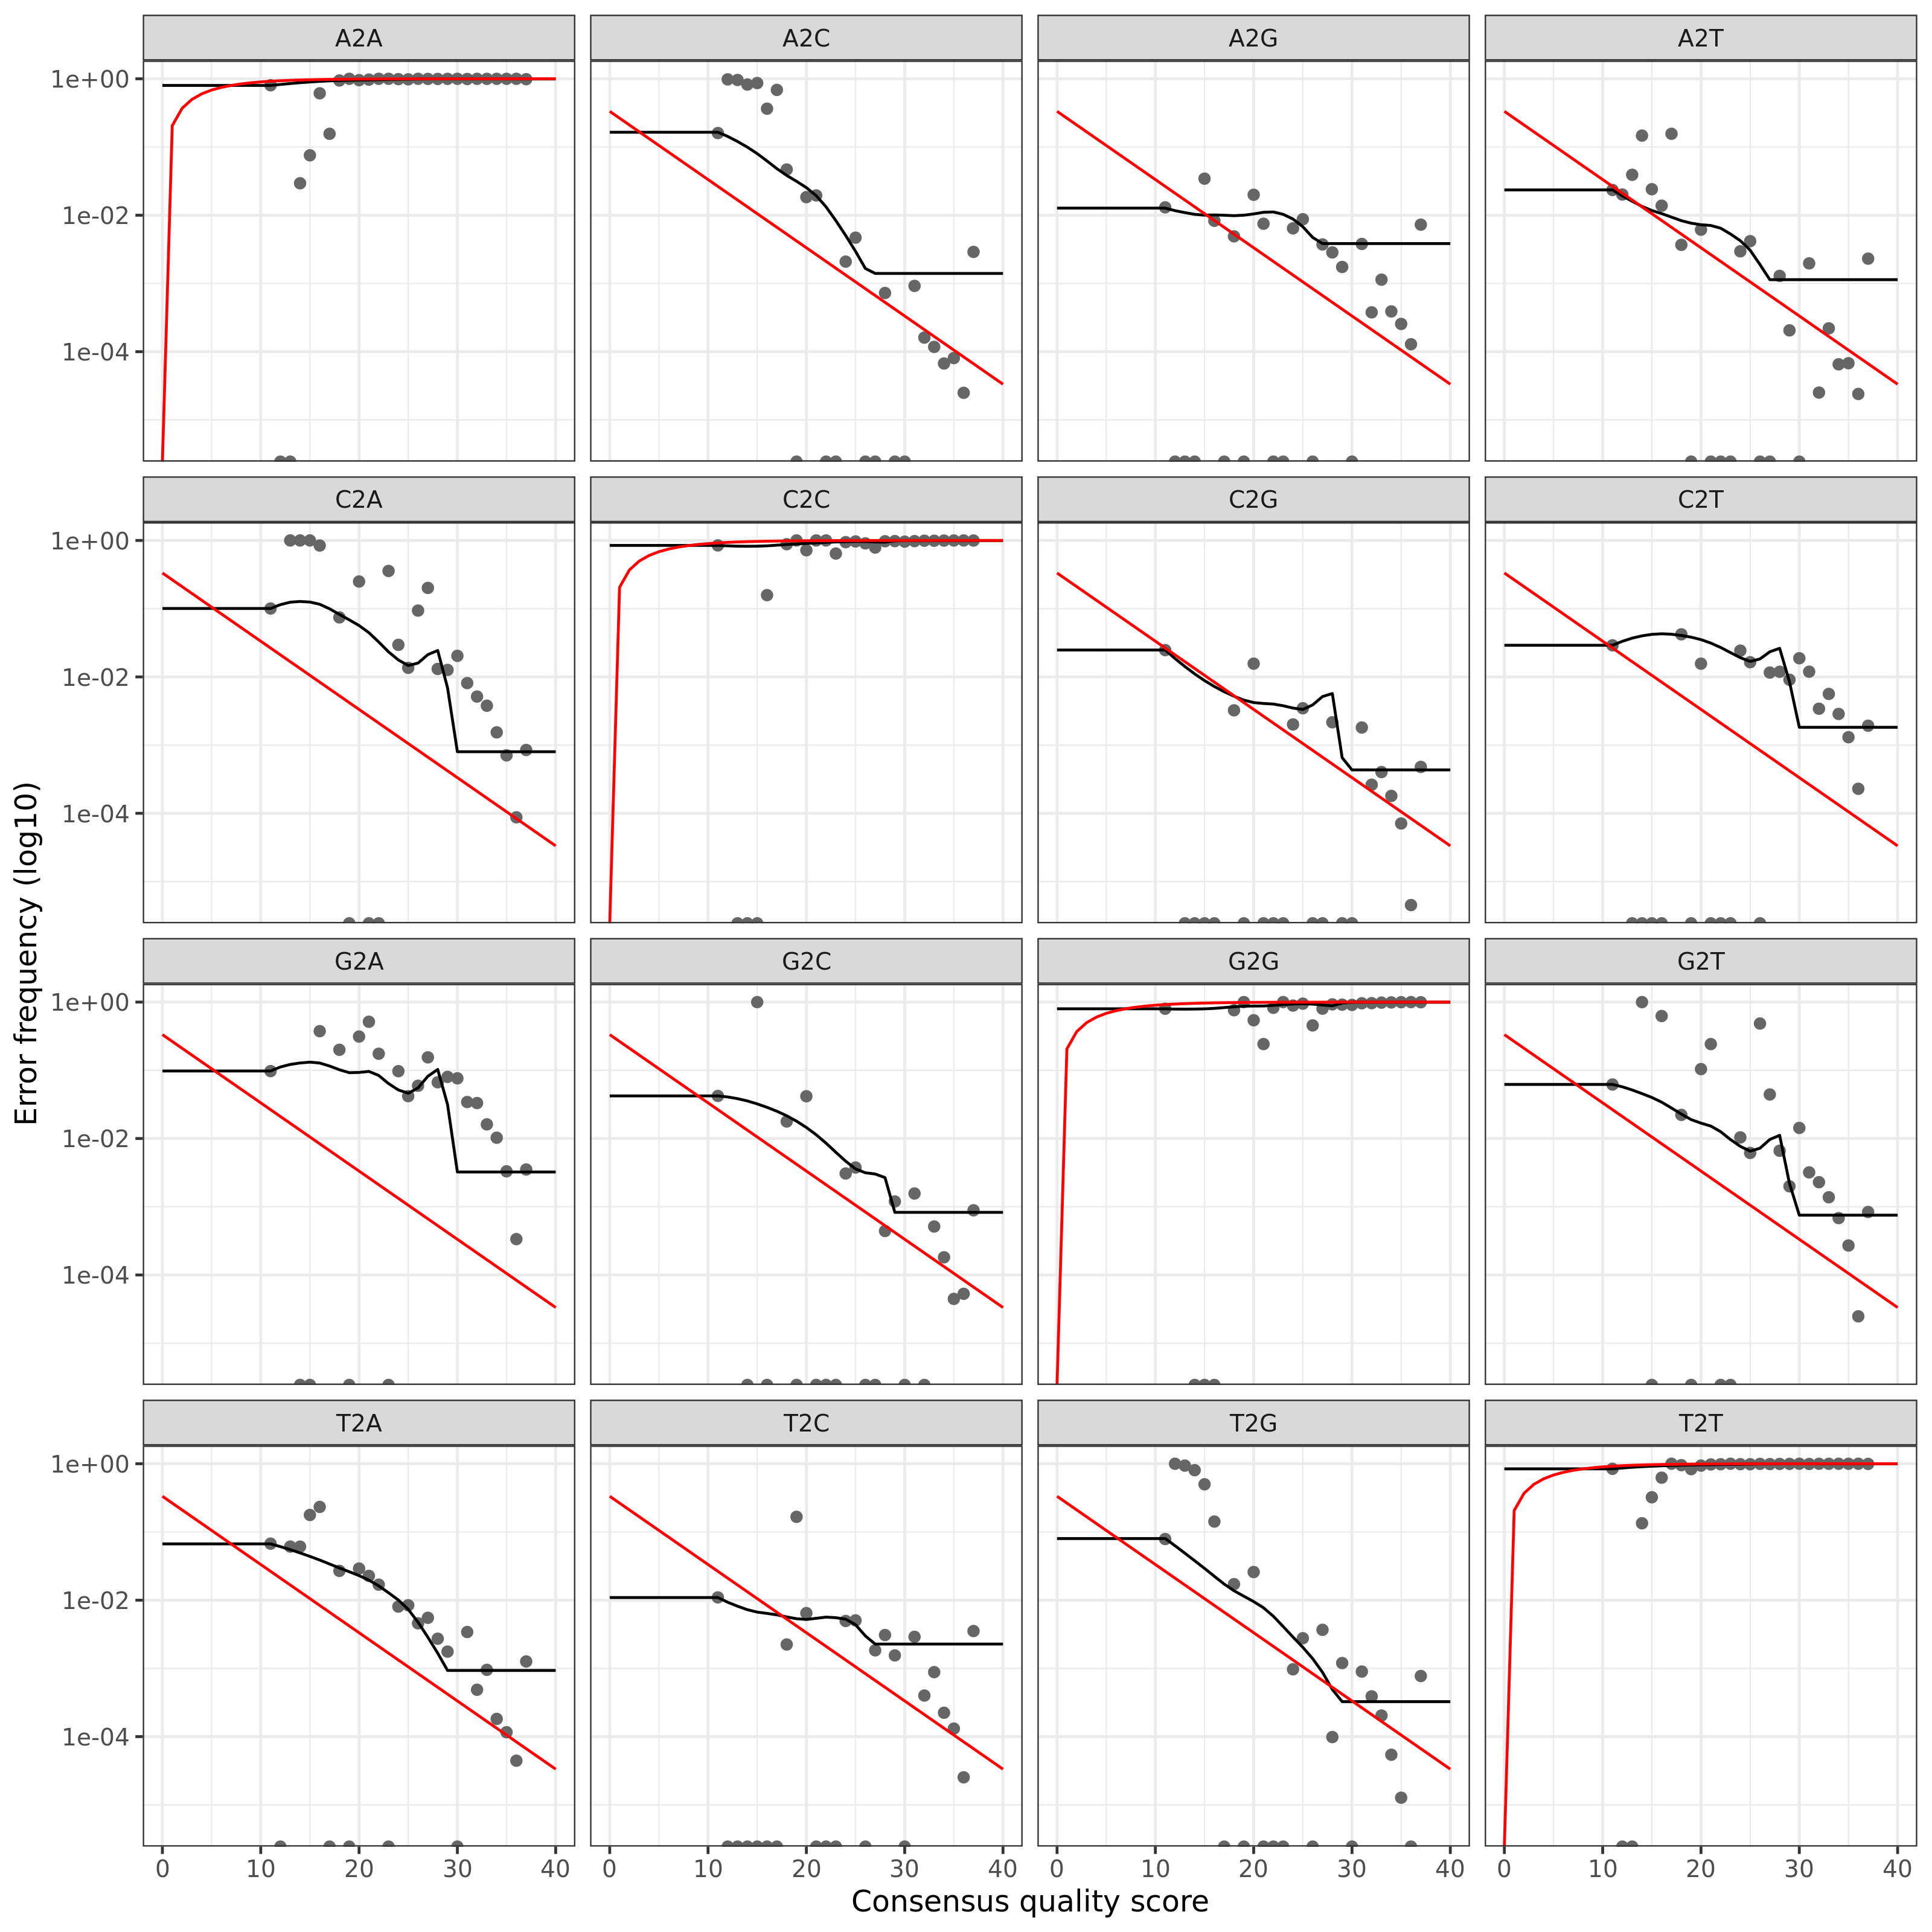 A2A A2C A2G A2T
1e+00
1e-02
1e-04
C2A C2C C2G C2T
1e+00
1e-02
1e-04
G2A G2C G2G G2T
1e+00
1e-02
1e-04
T2A T2C T2G T2T
1e+00
1e-02
1e-04
0 10 20 30 40 0 10 20 30 40 0 10 20 30 40 0 10 20 30 40
Consensus quality score
Error frequency (log10)